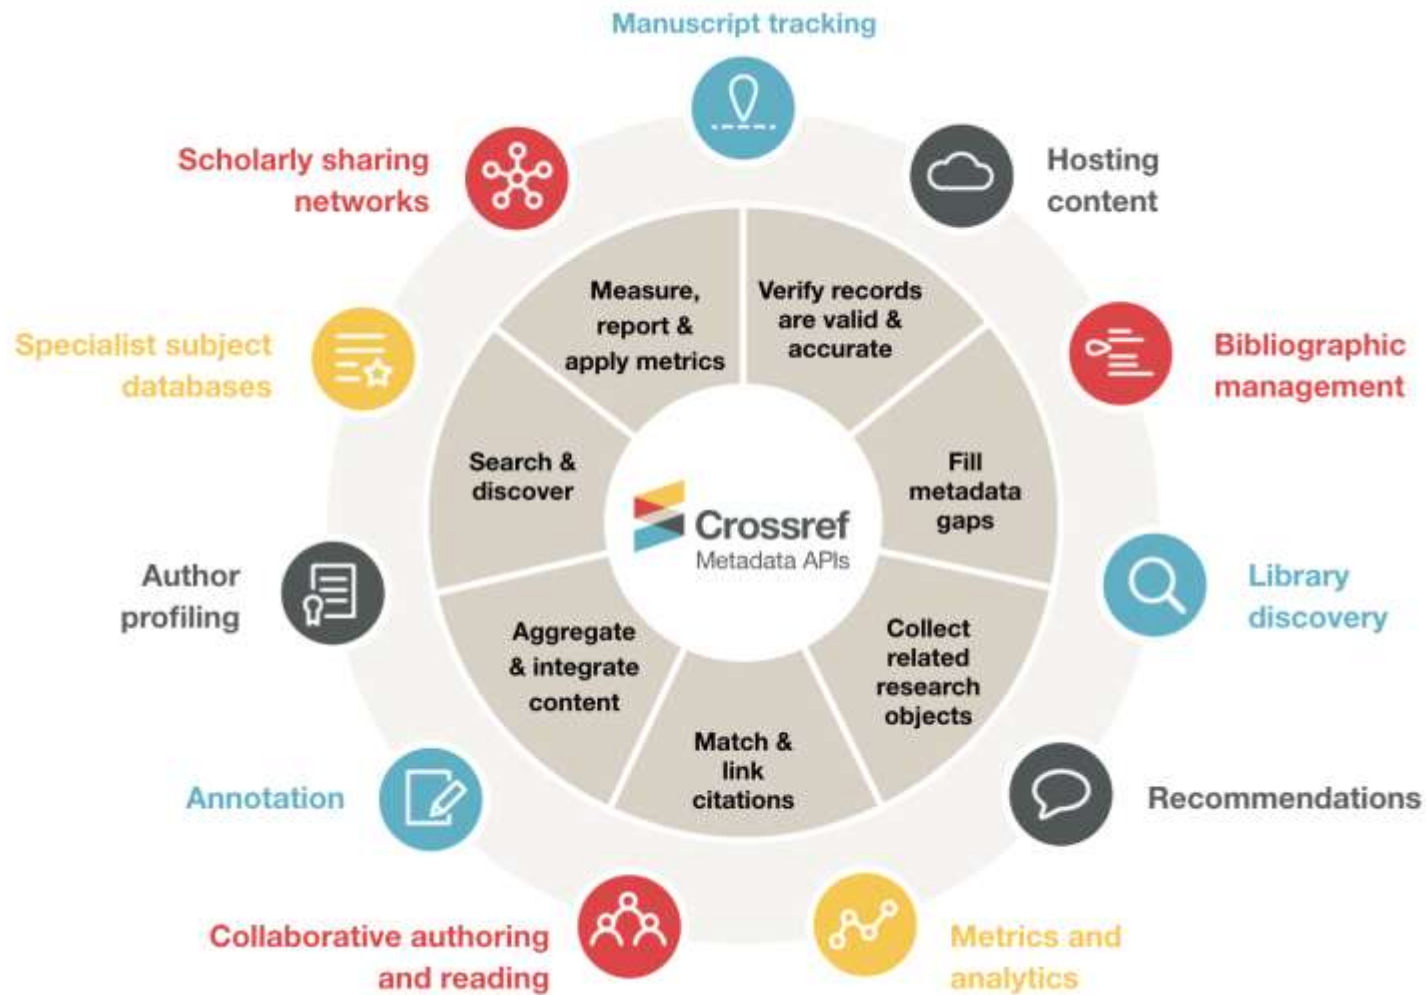 Manuscript tracking
Hosting
content
Bibliographic
management
Library
discovery
Recommendations
Metrics and
analytics
Collaborative authoring
and reading
Annotation
Author
profiling
Specialist subject
databases
Scholarly sharing
networks
Measure,
report &
apply metrics
Verify records
are valid &
accurate
Fill
metadata
gaps
Collect
related
research
objects
Match &
link
citations
Aggregate
& integrate
content
Search &
discover
Crossref
Metadata APIs